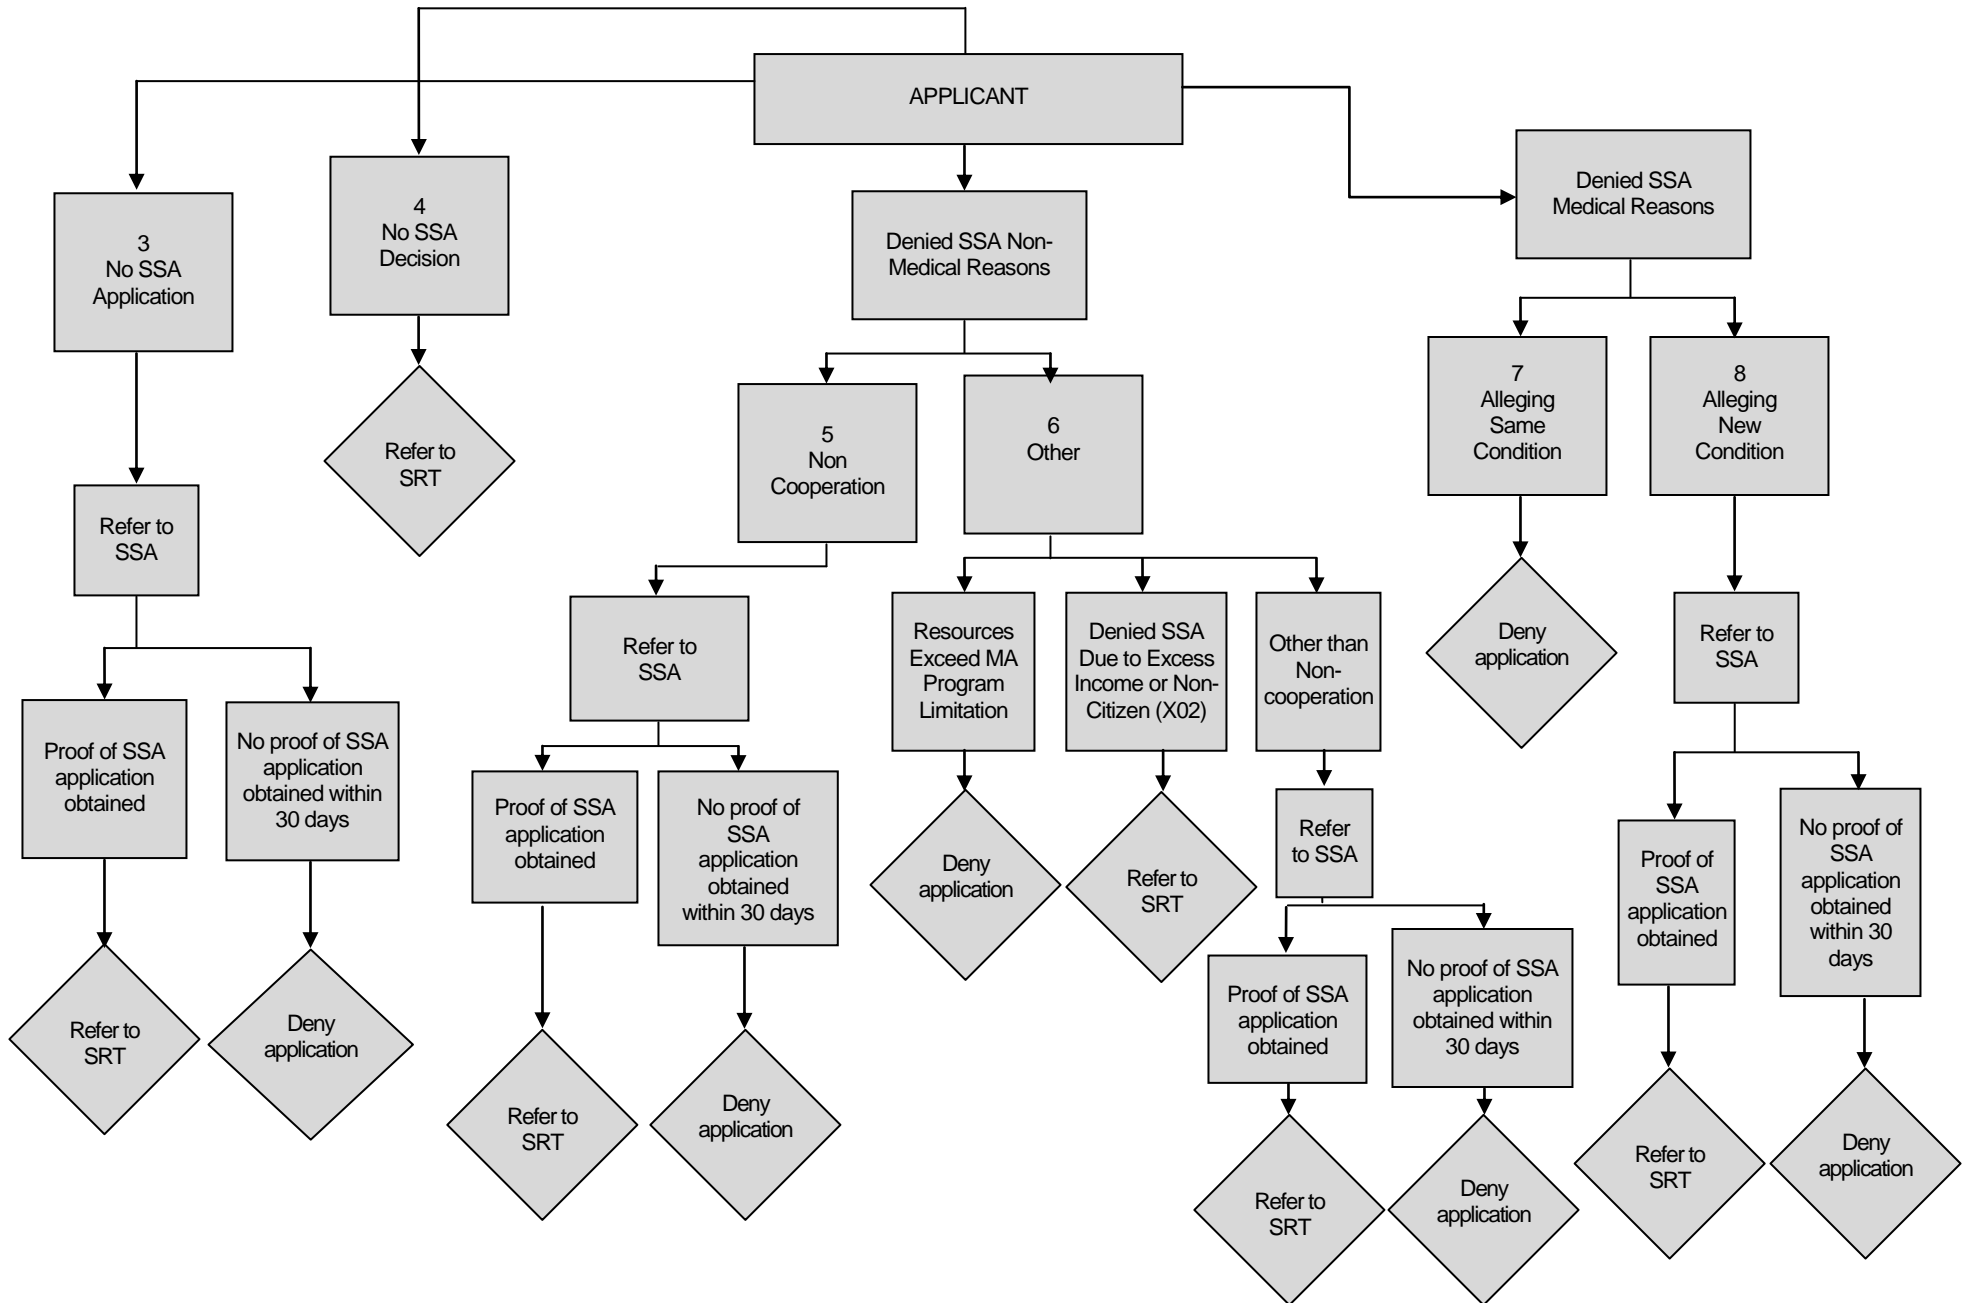 APPLICANT
3
No SSA
Application
4
No SSA
Decision
Denied SSA Non-
Medical Reasons
Denied SSA
Medical Reasons
Refer to
SRT
5
Non
Cooperation
6
Other
7
Alleging
Same
Condition
8
Alleging
New
Condition
Refer to
SSA
Refer to
SSA
Resources
Exceed MA
Program
Limitation
Denied SSA
Due to Excess
Income or Non-
Citizen (X02)
Other than
Non-
cooperation
Deny
application
Refer to
SSA
Proof of SSA
application
obtained
No proof of SSA
application
obtained within
30 days
Proof of SSA
application
obtained
No proof of
SSA
application
obtained
within 30 days
Deny
application
Refer to
SRT
Refer
to SSA
Proof of
SSA
application
obtained
No proof of
SSA
application
obtained
within 30
days
Refer to
SRT
Deny
application
Refer to
SRT
Deny
application
Proof of SSA
application
obtained
No proof of SSA
application
obtained within
30 days
Refer to
SRT
Deny
application
Refer to
SRT
Deny
application